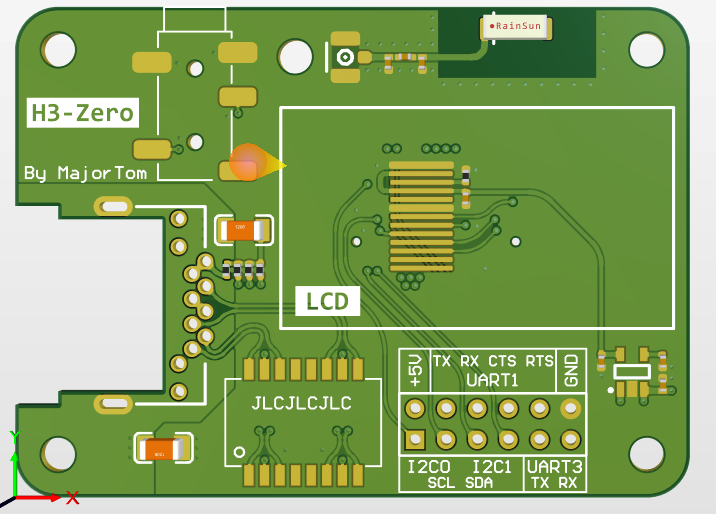 RainSun
H3-Zero
By MajorTom
LCD
+5V TX RX CTS RTS GND
UART1
JLCJLCJLC
I2C0 I2C1 UART3
SCL SDA TX RX
Y
X